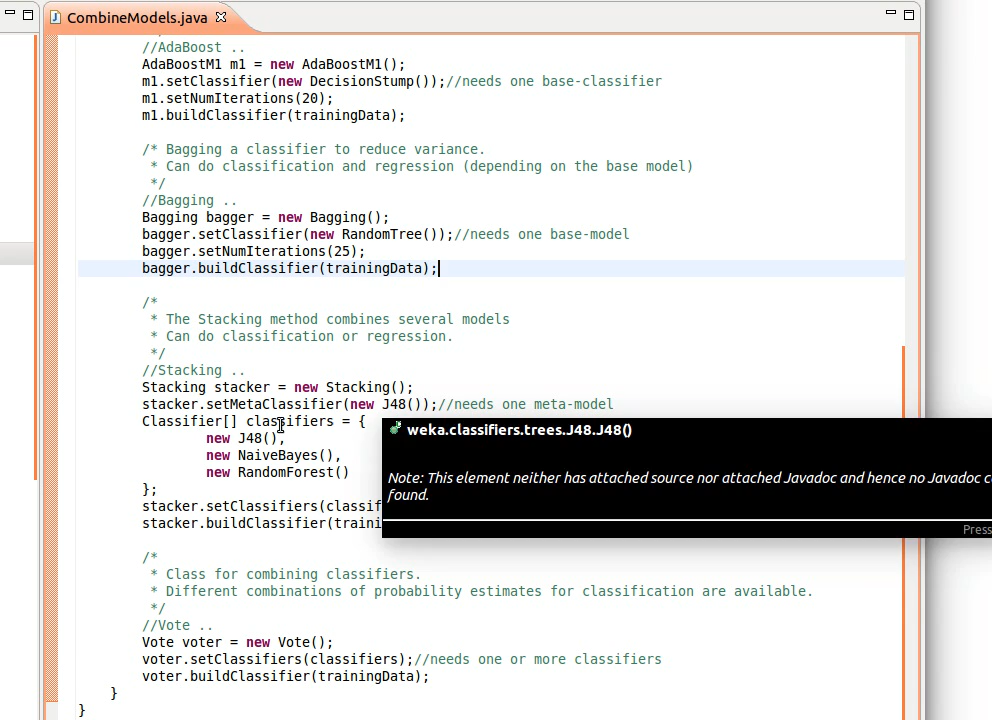 CombineModels.java
//AdaBoost ..
AdaBoostM1 m1 = new AdaBoostM1();
m1.setClassifier(new DecisionStump());//needs one base-classifier
m1.setNumIterations(20);
m1.buildClassifier(trainingData);
/* Bagging a classifier to reduce variance.
* Can do classification and regression (depending on the base model)
*/
//Bagging ..
Bagging bagger = new Bagging();
bagger.setClassifier(new RandomTree());//needs one base-model
bagger.setNumIterations(25);
bagger.buildClassifier(trainingData);
/*
* The Stacking method combines several models
* Can do classification or regression.
*/
//Stacking ..
Stacking stacker = new Stacking();
stacker.setMetaClassifier(new J48());//needs one meta-model
Classifier[] classifiers = {
new J48(),
new NaiveBayes(),
new RandomForest()
};
stacker.setClassifiers(classif
stacker.buildClassifier(traini
weka.classifiers.trees.J48.J48()
Note: This element neither has attached source nor attached Javadoc and hence no Javadoc c
found.
Press
/*
* Class for combining classifiers.
* Different combinations of probability estimates for classification are available.
*/
//Vote ..
Vote voter = new Vote();
voter.setClassifiers(classifiers);//needs one or more classifiers
voter.buildClassifier(trainingData);
}
}